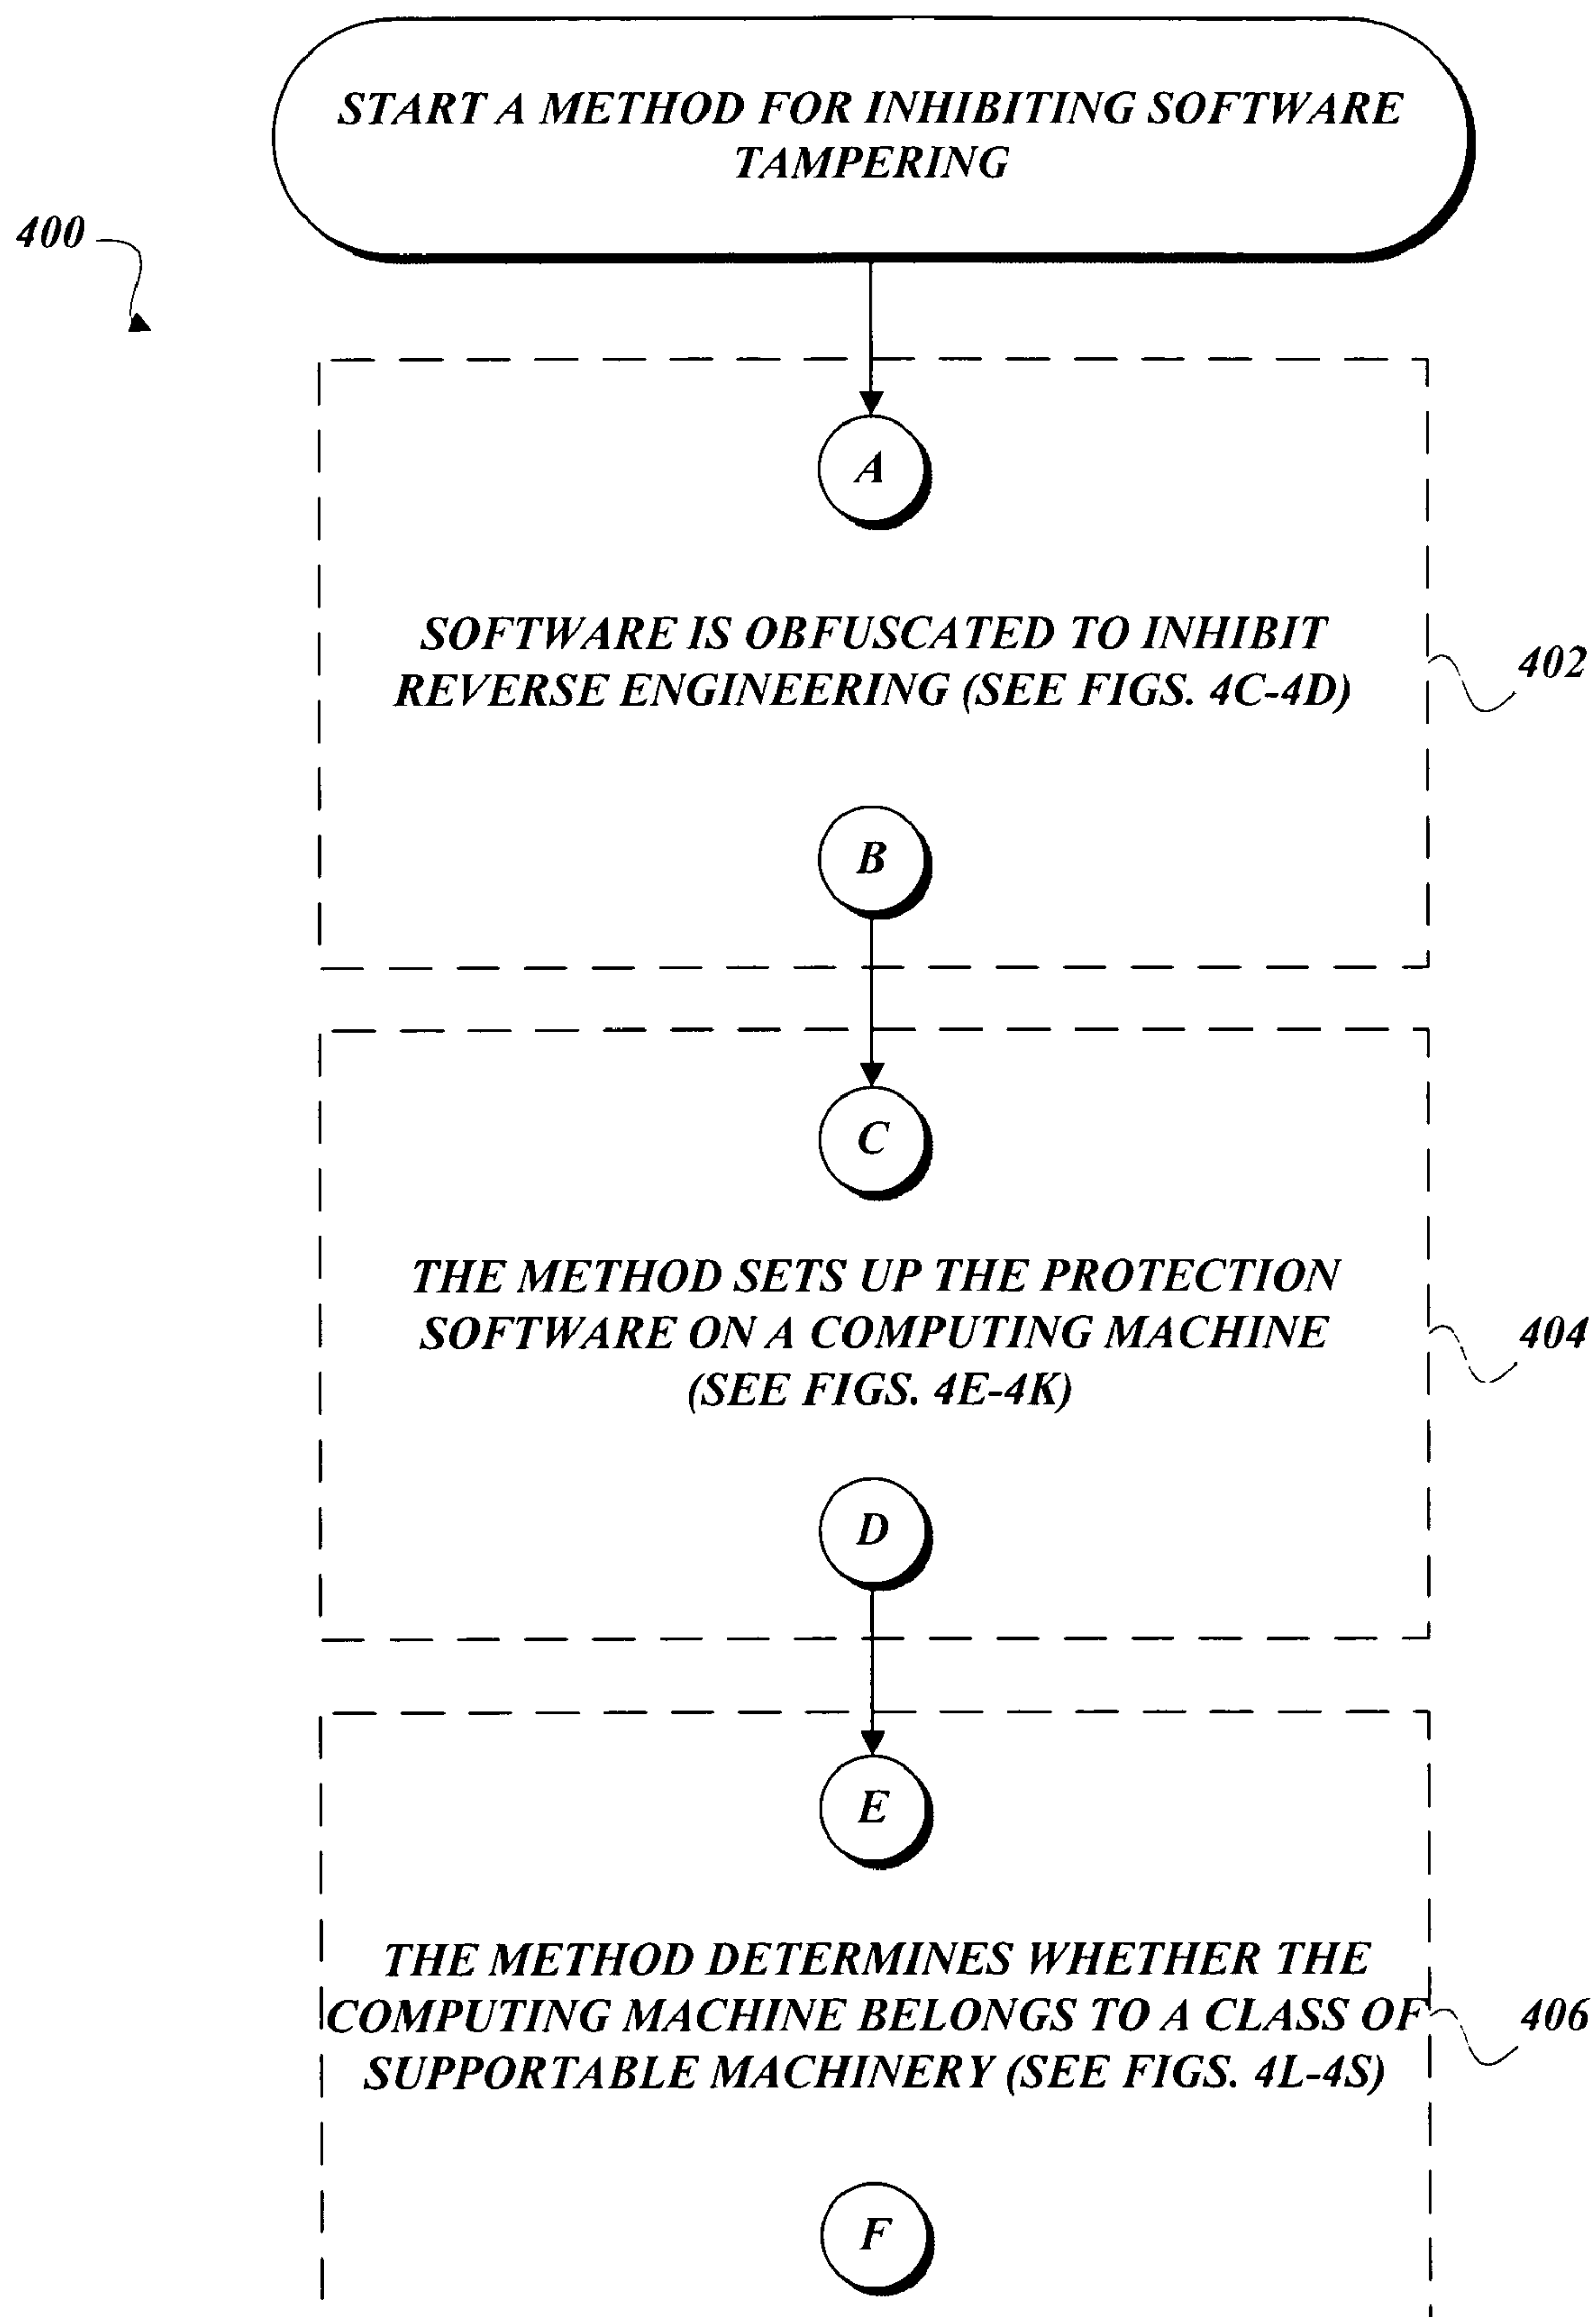 START A METHOD FOR INHIBITING SOFTWARE
TAMPERING
400
A
SOFTWARE IS OBFUSCATED TO INHIBIT
REVERSE ENGINEERING (SEE FIGS. 4C-4D)
402
B
C
THE METHOD SETS UP THE PROTECTION
SOFTWARE ON A COMPUTING MACHINE
(SEE FIGS. 4E-4K)
404
D
E
THE METHOD DETERMINES WHETHER THE
COMPUTING MACHINE BELONGS TO A CLASS OF
SUPPORTABLE MACHINERY (SEE FIGS. 4L-4S)
406
F